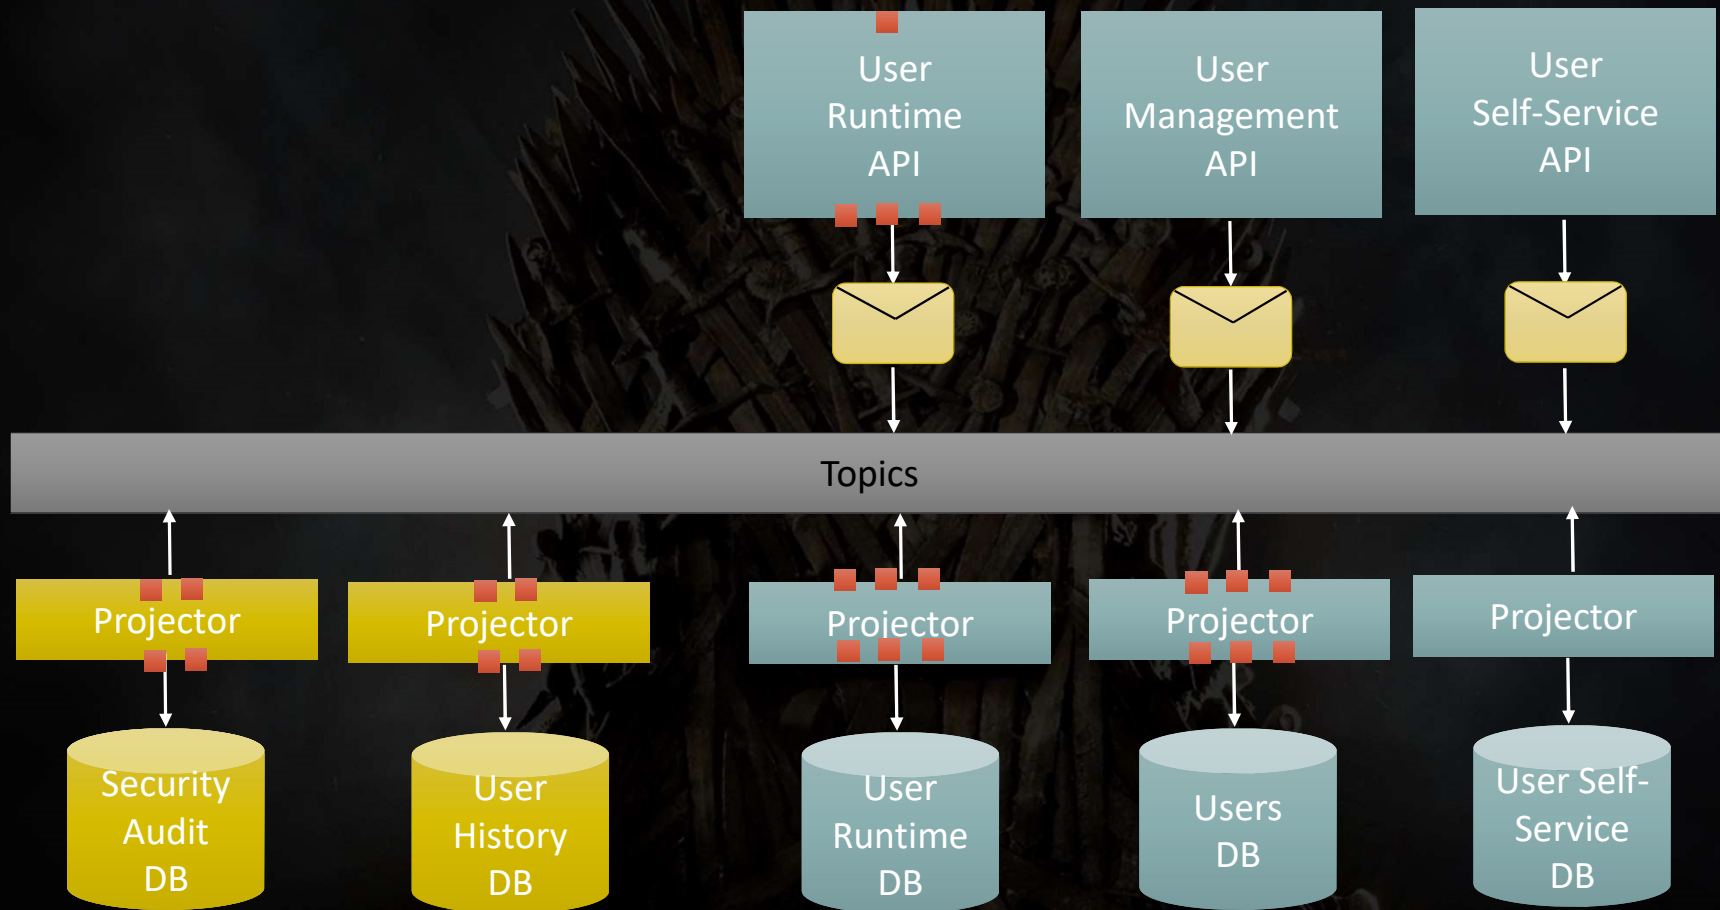 User
Runtime
API
User
Management
API
User
Self-Service
API
Topics
Projector
Projector
Projector
Projector
Projector
Security
Audit
DB
User
History
DB
User
Runtime
DB
Users
DB
User Self-
Service
DB